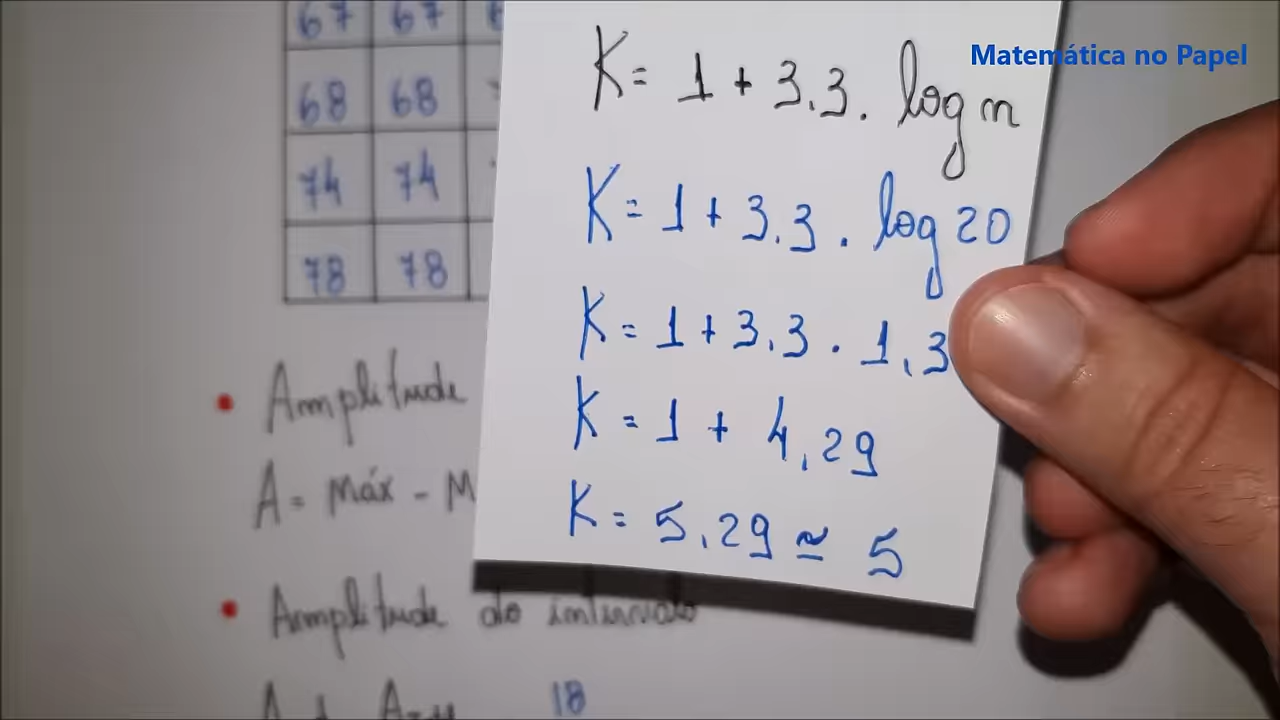 Matemática no Papel
67 67
68 68
74 74
78 78
K = 1 + 3,3. log n
K = 1 + 3,3 . log 20
K = 1 + 3,3 . 1,3
K = 1 + 4,29
K = 5,29 ≅ 5
• Amplitude
A = Máx - M
• Amplitude do intervalo
18